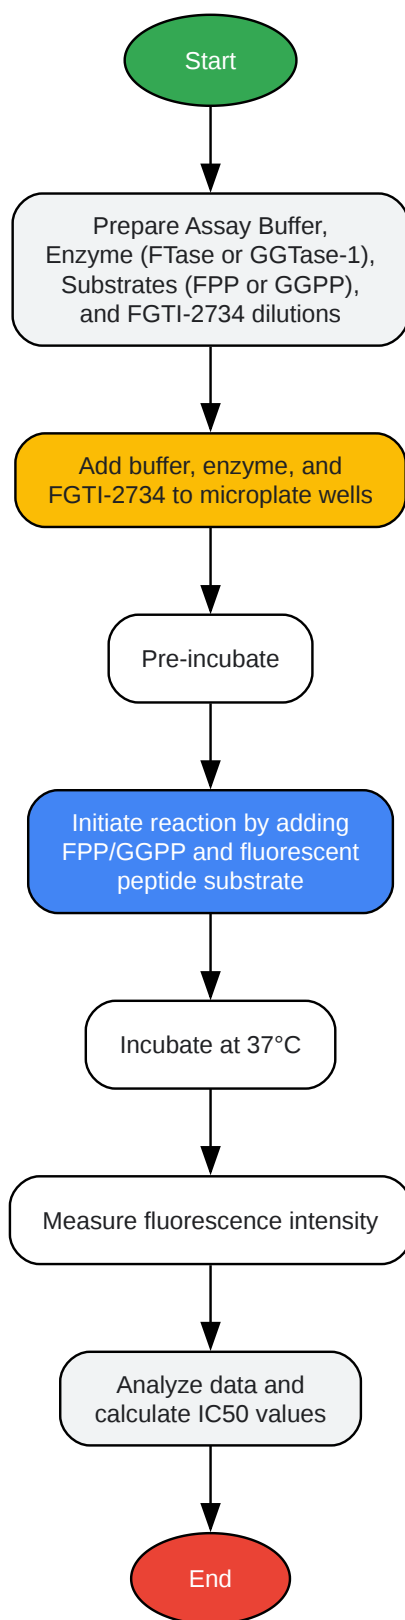 Start
Prepare Assay Buffer,
Enzyme (FTase or GGTase-1),
Substrates (FPP or GGPP),
and FGTI-2734 dilutions
Add buffer, enzyme, and
FGTI-2734 to microplate wells
Pre-incubate
Initiate reaction by adding
FPP/GGPP and fluorescent
peptide substrate
Incubate at 37°C
Measure fluorescence intensity
Analyze data and
calculate IC50 values
End